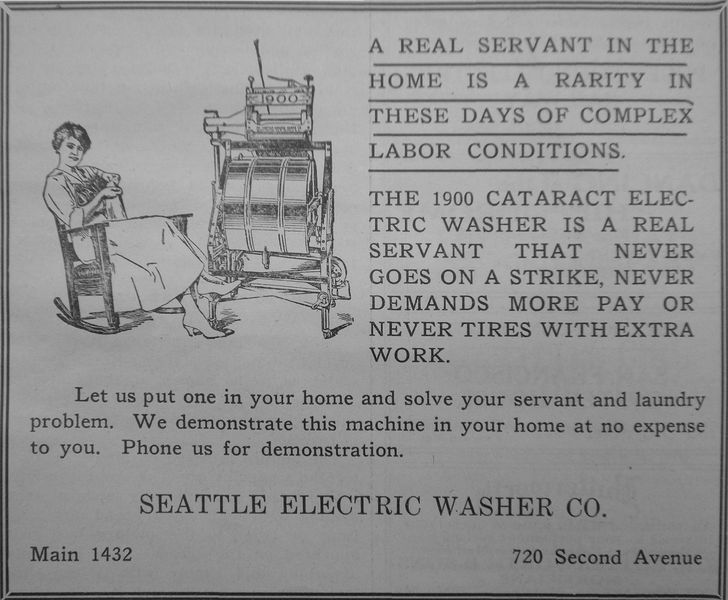 A REAL SERVANT IN THE
HOME IS A RARITY IN
THESE DAYS OF COMPLEX
LABOR CONDITIONS.
1900
THE 1900 CATARACT ELEC-
TRIC WASHER IS A REAL
SERVANT THAT NEVER
GOES ON A STRIKE, NEVER
DEMANDS MORE PAY OR
NEVER TIRES WITH EXTRA
WORK.
Let us put one in your home and solve your servant and laundry
problem. We demonstrate this machine in your home at no expense
to you. Phone us for demonstration.
SEATTLE ELECTRIC WASHER CO.
Main 1432
720 Second Avenue